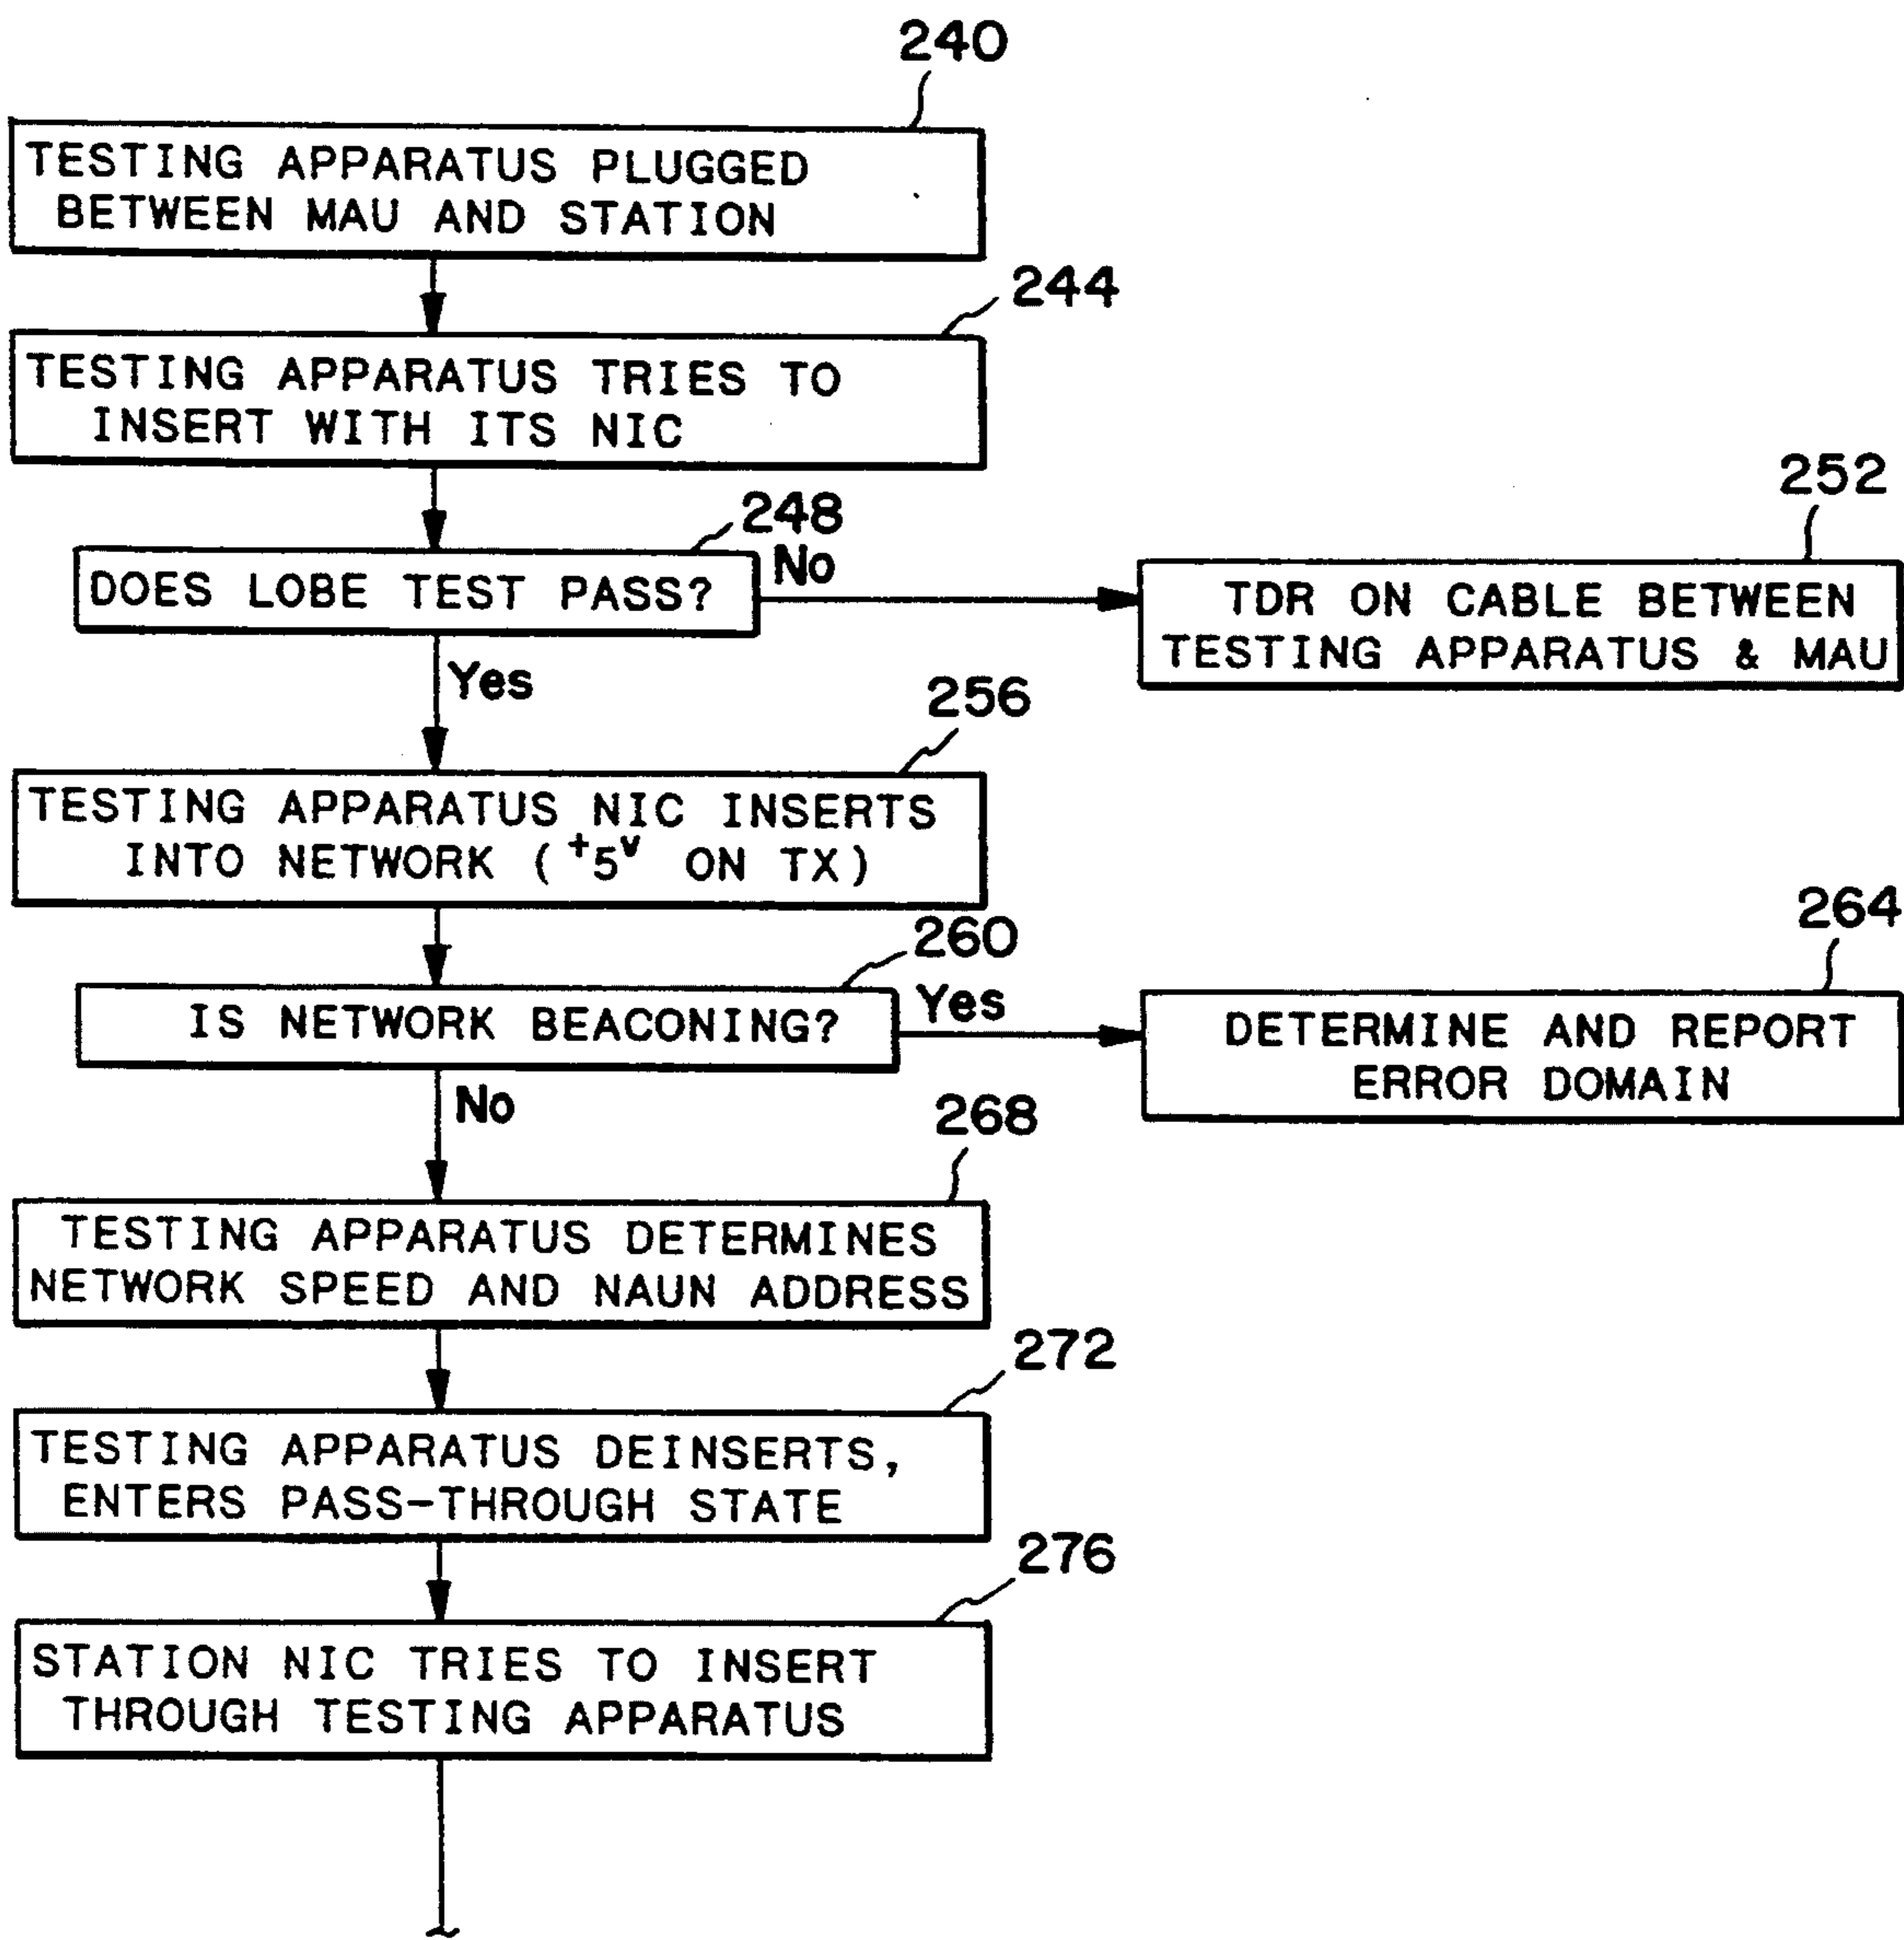 240
TESTING APPARATUS PLUGGED
BETWEEN MAU AND STATION
244
TESTING APPARATUS TRIES TO
INSERT WITH ITS NIC
248
DOES LOBE TEST PASS?
No
252
TDR ON CABLE BETWEEN
TESTING APPARATUS & MAU
Yes
256
TESTING APPARATUS NIC INSERTS
INTO NETWORK (+5v ON TX)
260
IS NETWORK BEACONING?
Yes
264
DETERMINE AND REPORT
ERROR DOMAIN
No
268
TESTING APPARATUS DETERMINES
NETWORK SPEED AND NAUN ADDRESS
272
TESTING APPARATUS DEINSERTS,
ENTERS PASS-THROUGH STATE
276
STATION NIC TRIES TO INSERT
THROUGH TESTING APPARATUS